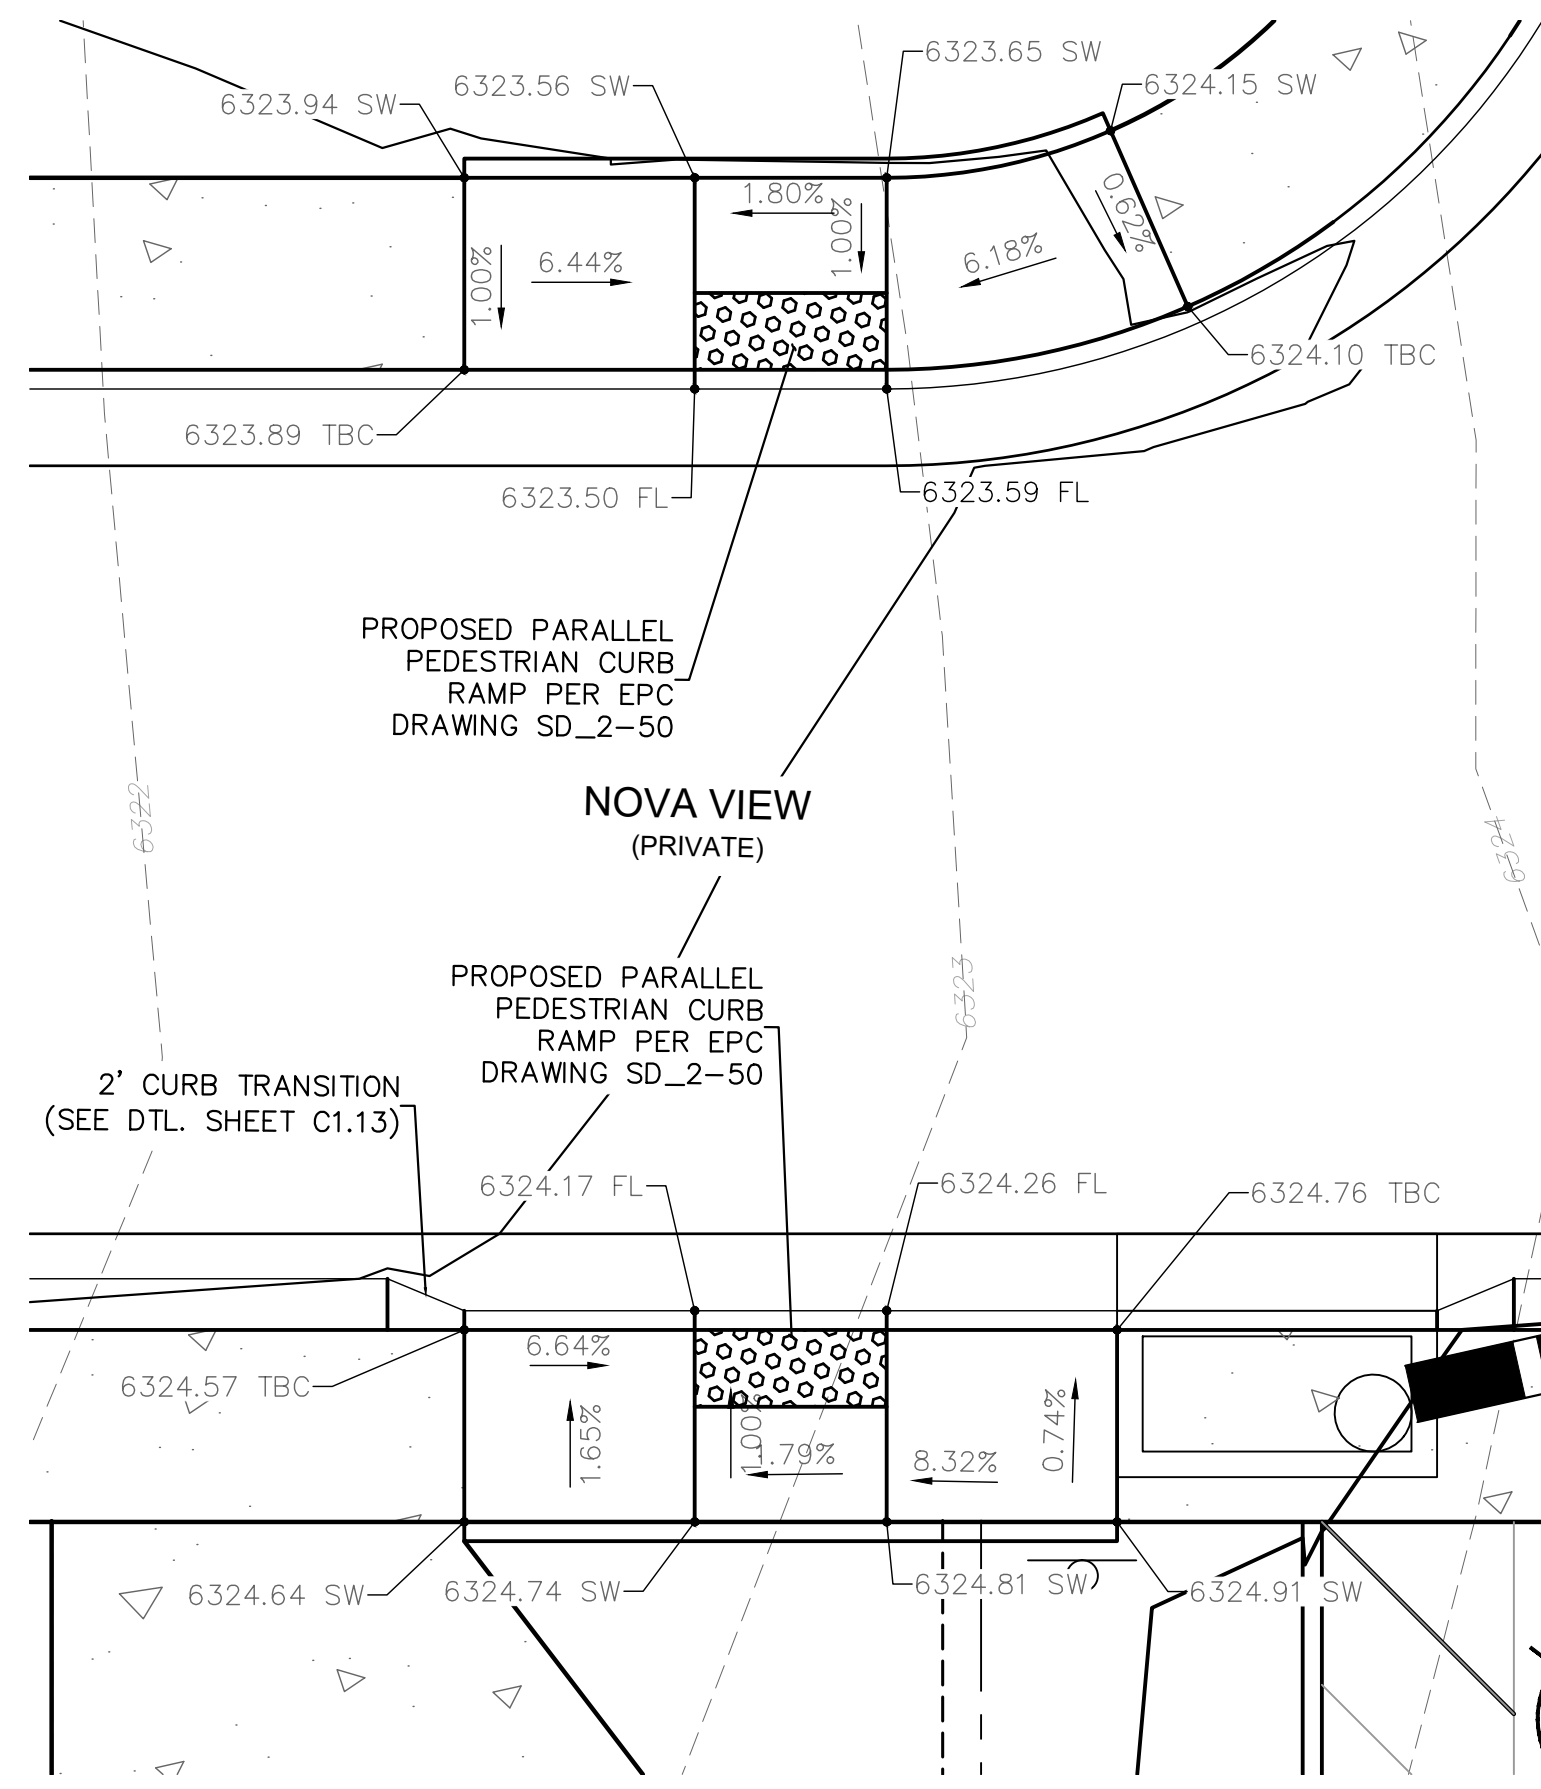 6323.65 SW
6323.56 SW
6324.15 SW
6323.94 SW
1.80%
1.00%
0.62%
1.00%
6.44%
6.18%
6324.10 TBC
6323.89 TBC
6323.50 FL
6323.59 FL
PROPOSED PARALLEL
PEDESTRIAN CURB
RAMP PER EPC
DRAWING SD_2-50
NOVA VIEW
(PRIVATE)
6322
6324
6323
PROPOSED PARALLEL
PEDESTRIAN CURB
RAMP PER EPC
DRAWING SD_2-50
2' CURB TRANSITION
(SEE DTL. SHEET C1.13)
6324.17 FL
6324.26 FL
6324.76 TBC
6.64%
6324.57 TBC
1.65%
1.00%
1.79%
8.32%
0.74%
6324.64 SW
6324.74 SW
6324.81 SW
6324.91 SW